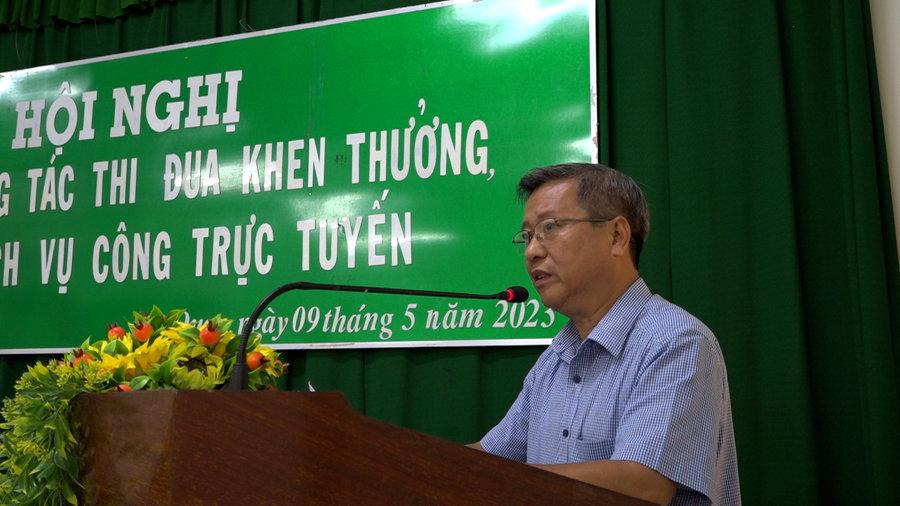 HỘI NGHỊ
TÁC THI ĐUA KHEN THƯỞNG,
VỤ CÔNG TRỰC TUYẾN
ngày 09 tháng 5 năm 2023